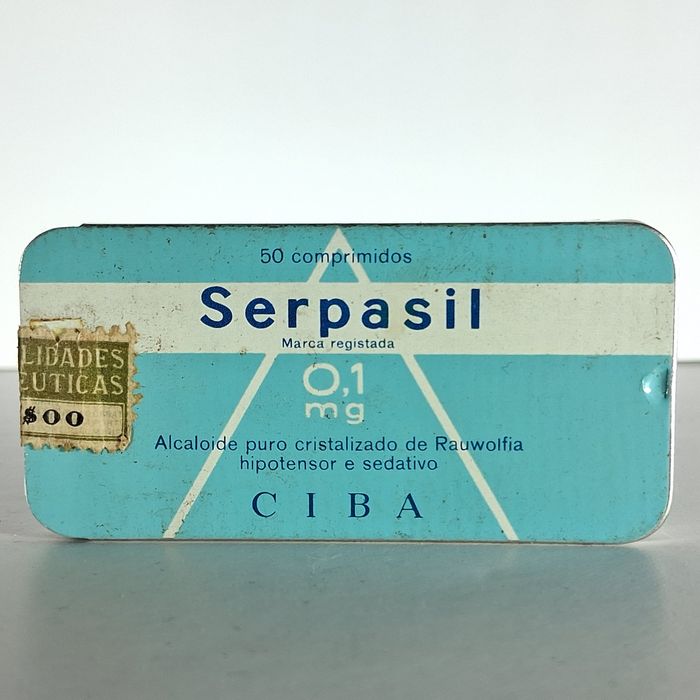 50 comprimidos
Serpasil
Marca registada
0,1
mg
Alcaloide puro cristalizado de Rauwolfia
hipotensor e sedativo
CIBA
LIDADES
EUTICAS
$00